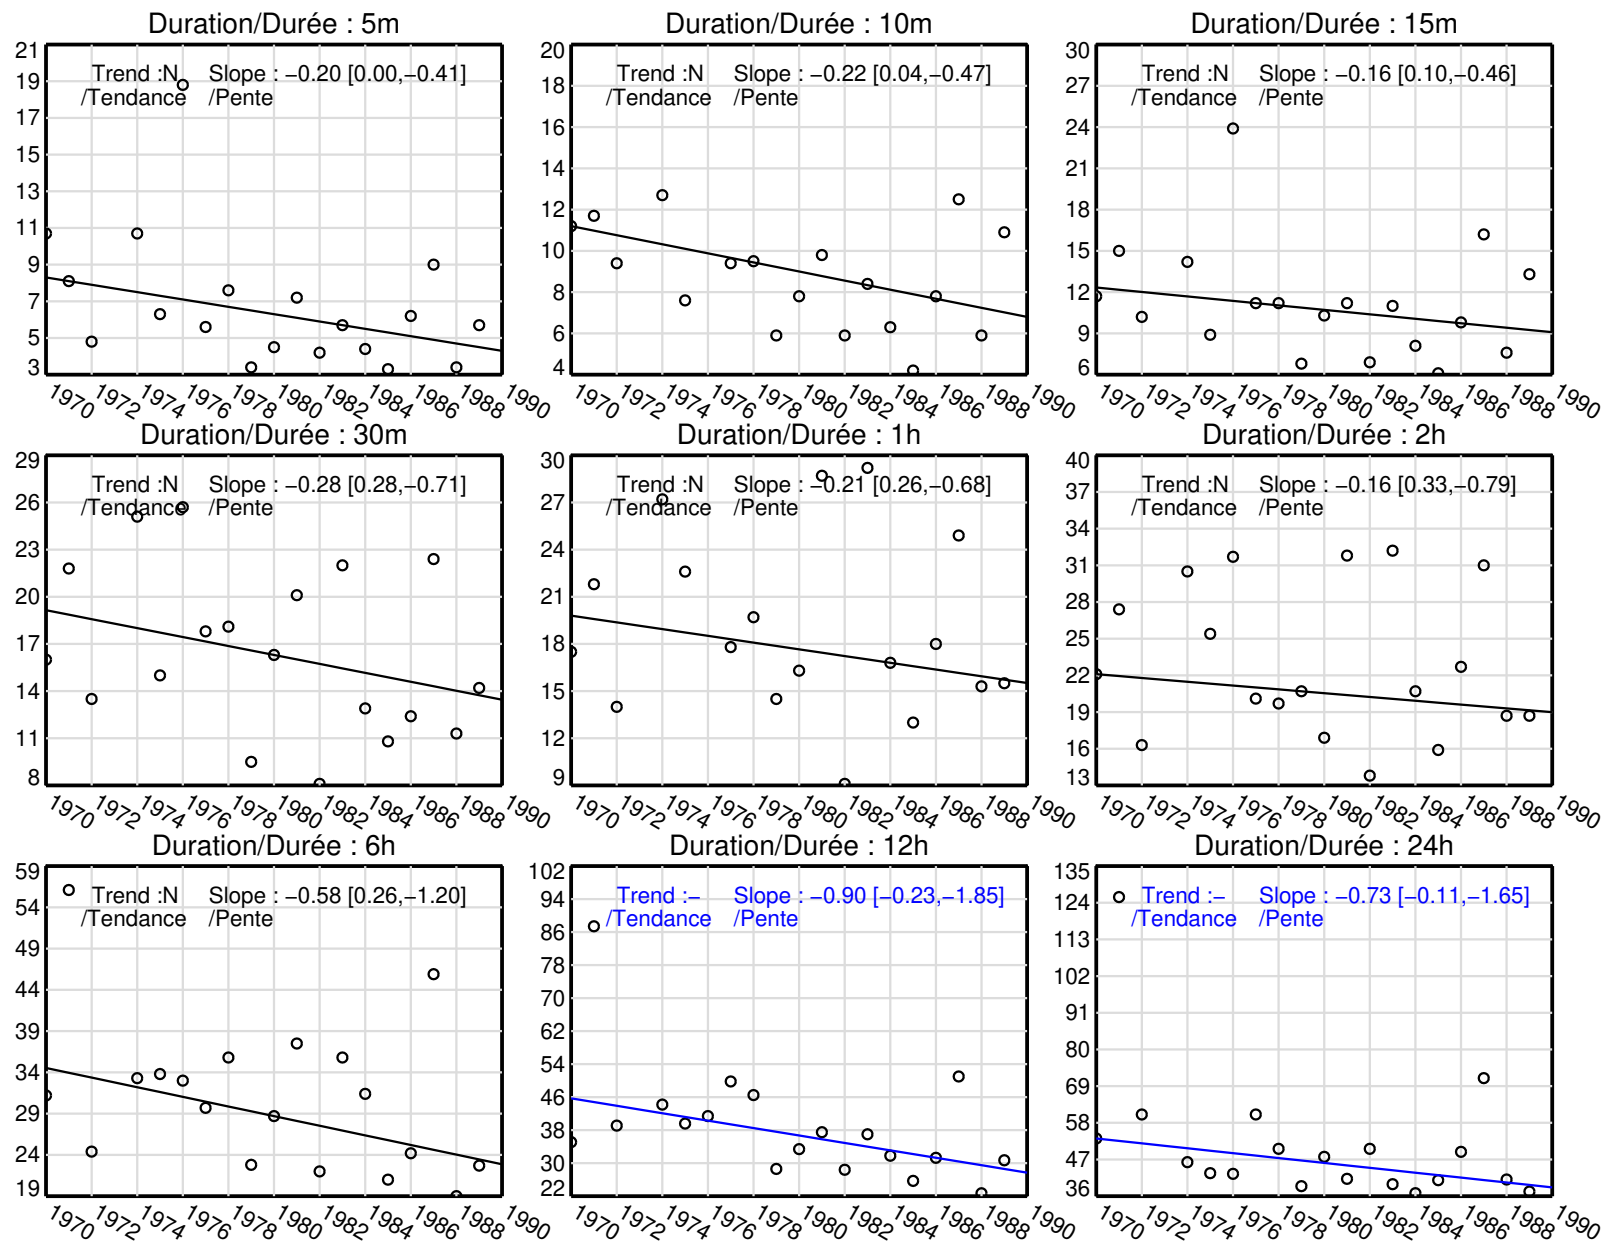 Duration/Durée : 5m
21
19
17
15
13
11
9
7
5
3
Trend :N Slope : −0.20 [0.00,−0.41]
/Tendance /Pente
1970 1972 1974 1976 1978 1980 1982 1984 1986 1988 1990
Duration/Durée : 10m
20
18
16
14
12
10
8
6
4
Trend :N Slope : −0.22 [0.04,−0.47]
/Tendance /Pente
1970 1972 1974 1976 1978 1980 1982 1984 1986 1988 1990
Duration/Durée : 15m
30
27
24
21
18
15
12
9
6
Trend :N Slope : −0.16 [0.10,−0.46]
/Tendance /Pente
1970 1972 1974 1976 1978 1980 1982 1984 1986 1988 1990
Duration/Durée : 30m
29
26
23
20
17
14
11
8
Trend :N Slope : −0.28 [0.28,−0.71]
/Tendance /Pente
1970 1972 1974 1976 1978 1980 1982 1984 1986 1988 1990
Duration/Durée : 1h
30
27
24
21
18
15
12
9
Trend :N Slope : −0.21 [0.26,−0.68]
/Tendance /Pente
1970 1972 1974 1976 1978 1980 1982 1984 1986 1988 1990
Duration/Durée : 2h
40
37
34
31
28
25
22
19
16
13
Trend :N Slope : −0.16 [0.33,−0.79]
/Tendance /Pente
1970 1972 1974 1976 1978 1980 1982 1984 1986 1988 1990
Duration/Durée : 6h
59
54
49
44
39
34
29
24
19
Trend :N Slope : −0.58 [0.26,−1.20]
/Tendance /Pente
1970 1972 1974 1976 1978 1980 1982 1984 1986 1988 1990
Duration/Durée : 12h
102
94
86
78
70
62
54
46
38
30
22
Trend :− Slope : −0.90 [−0.23,−1.85]
/Tendance /Pente
1970 1972 1974 1976 1978 1980 1982 1984 1986 1988 1990
Duration/Durée : 24h
135
124
113
102
91
80
69
58
47
36
Trend :− Slope : −0.73 [−0.11,−1.65]
/Tendance /Pente
1970 1972 1974 1976 1978 1980 1982 1984 1986 1988 1990